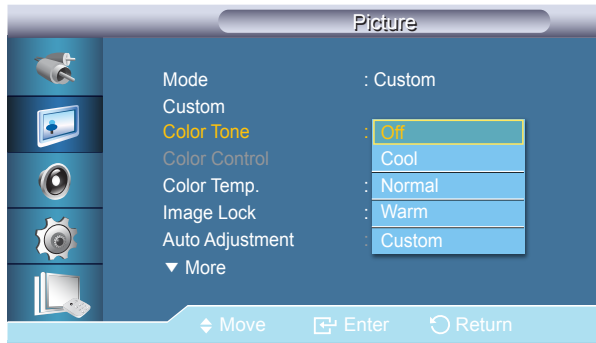 Picture
Mode : Custom
Custom
Color Tone : Off
Color Control Cool
Color Temp. : Normal
Image Lock : Warm
Auto Adjustment : Custom
▼ More
Move Enter Return